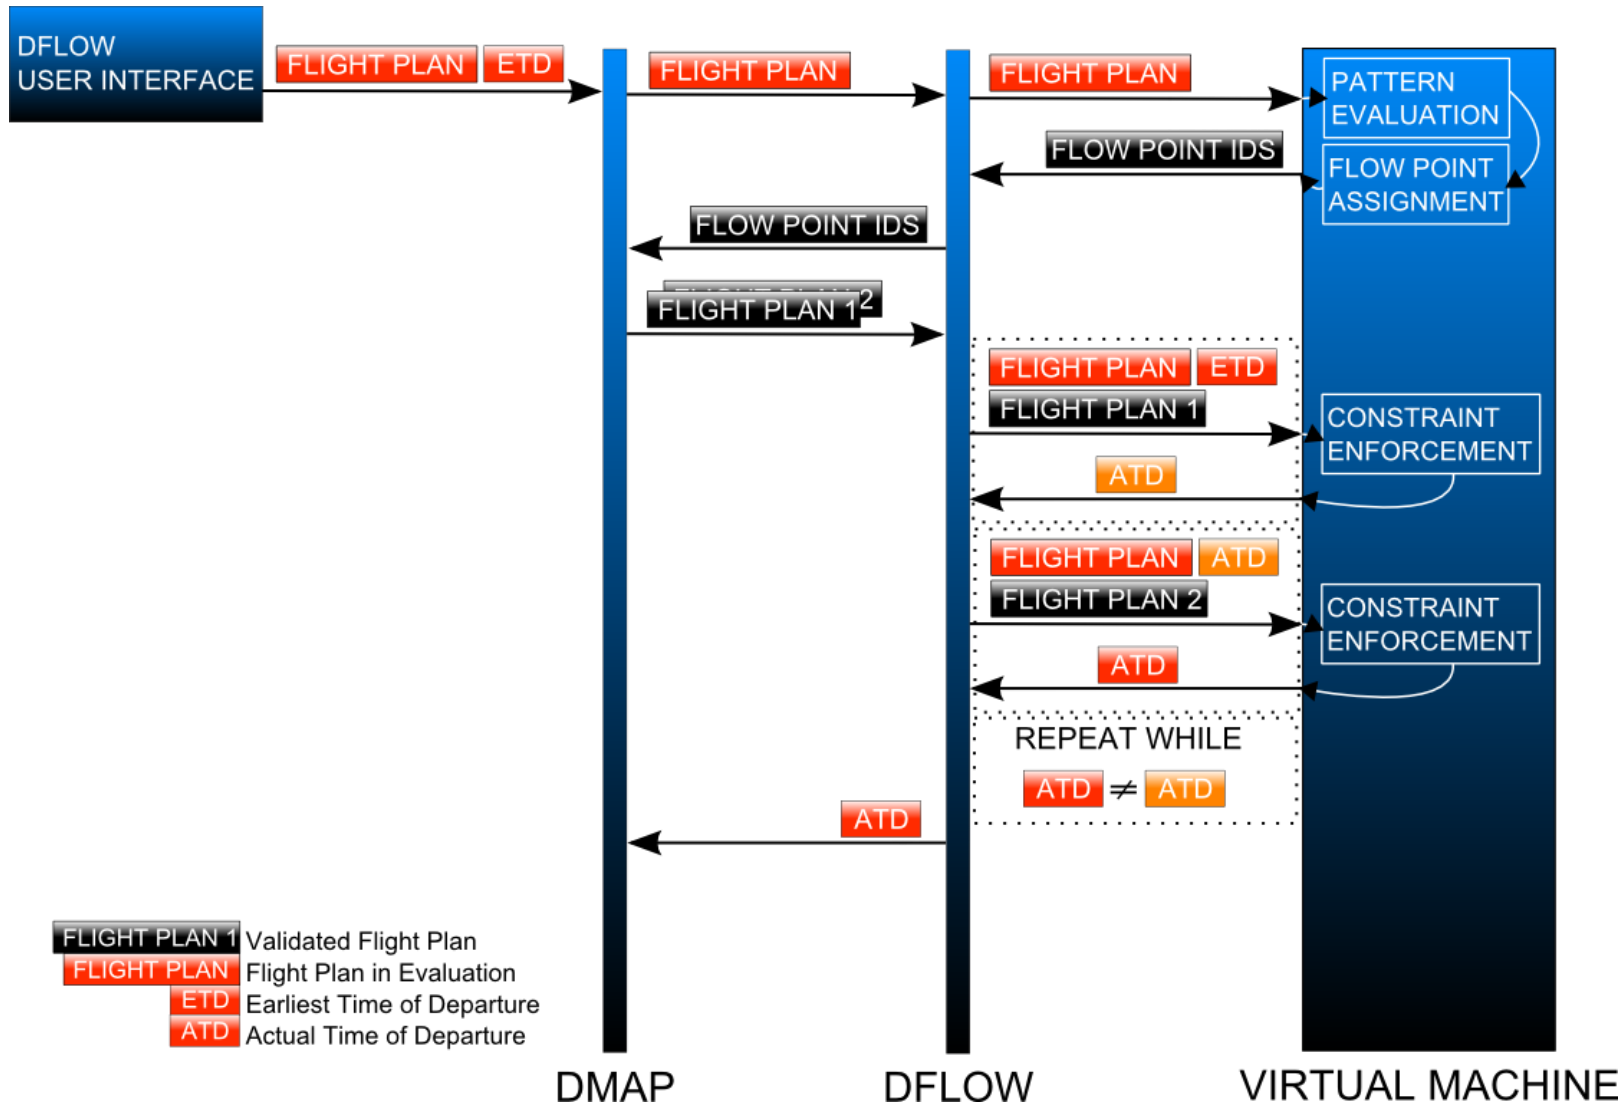 DFLOW
USER INTERFACE
FLIGHT PLAN ETD
FLIGHT PLAN
FLIGHT PLAN
PATTERN
EVALUATION
FLOW POINT IDS
FLOW POINT
ASSIGNMENT
FLOW POINT IDS
FLIGHT PLAN 2
FLIGHT PLAN 1
FLIGHT PLAN ETD
FLIGHT PLAN 1
CONSTRAINT
ENFORCEMENT
ATD
FLIGHT PLAN ATD
FLIGHT PLAN 2
CONSTRAINT
ENFORCEMENT
ATD
REPEAT WHILE
ATD ≠ ATD
ATD
FLIGHT PLAN 1 Validated Flight Plan
FLIGHT PLAN Flight Plan in Evaluation
ETD Earliest Time of Departure
ATD Actual Time of Departure
DMAP
DFLOW
VIRTUAL MACHINE